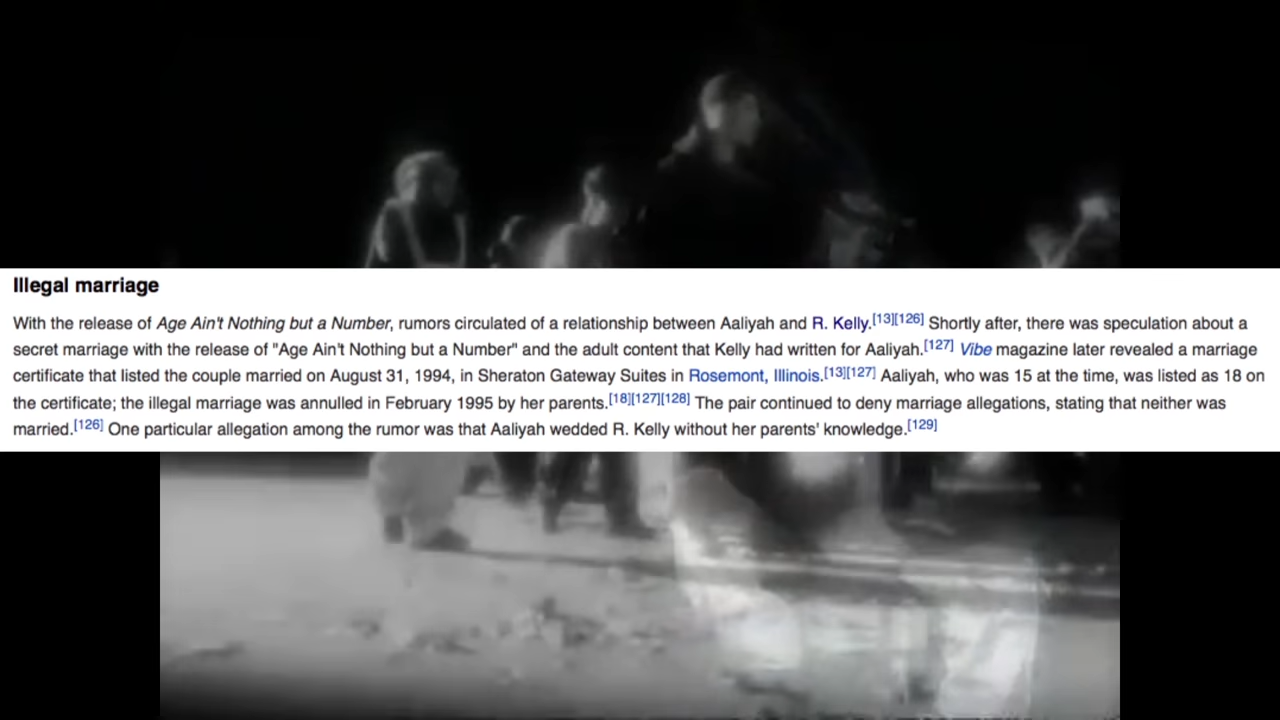 Illegal marriage
With the release of Age Ain't Nothing but a Number, rumors circulated of a relationship between Aaliyah and R. Kelly.[13][126] Shortly after, there was speculation about a
secret marriage with the release of "Age Ain't Nothing but a Number" and the adult content that Kelly had written for Aaliyah.[127] Vibe magazine later revealed a marriage
certificate that listed the couple married on August 31, 1994, in Sheraton Gateway Suites in Rosemont, Illinois.[13][127] Aaliyah, who was 15 at the time, was listed as 18 on
the certificate; the illegal marriage was annulled in February 1995 by her parents.[18][127][128] The pair continued to deny marriage allegations, stating that neither was
married.[126] One particular allegation among the rumor was that Aaliyah wedded R. Kelly without her parents' knowledge.[129]